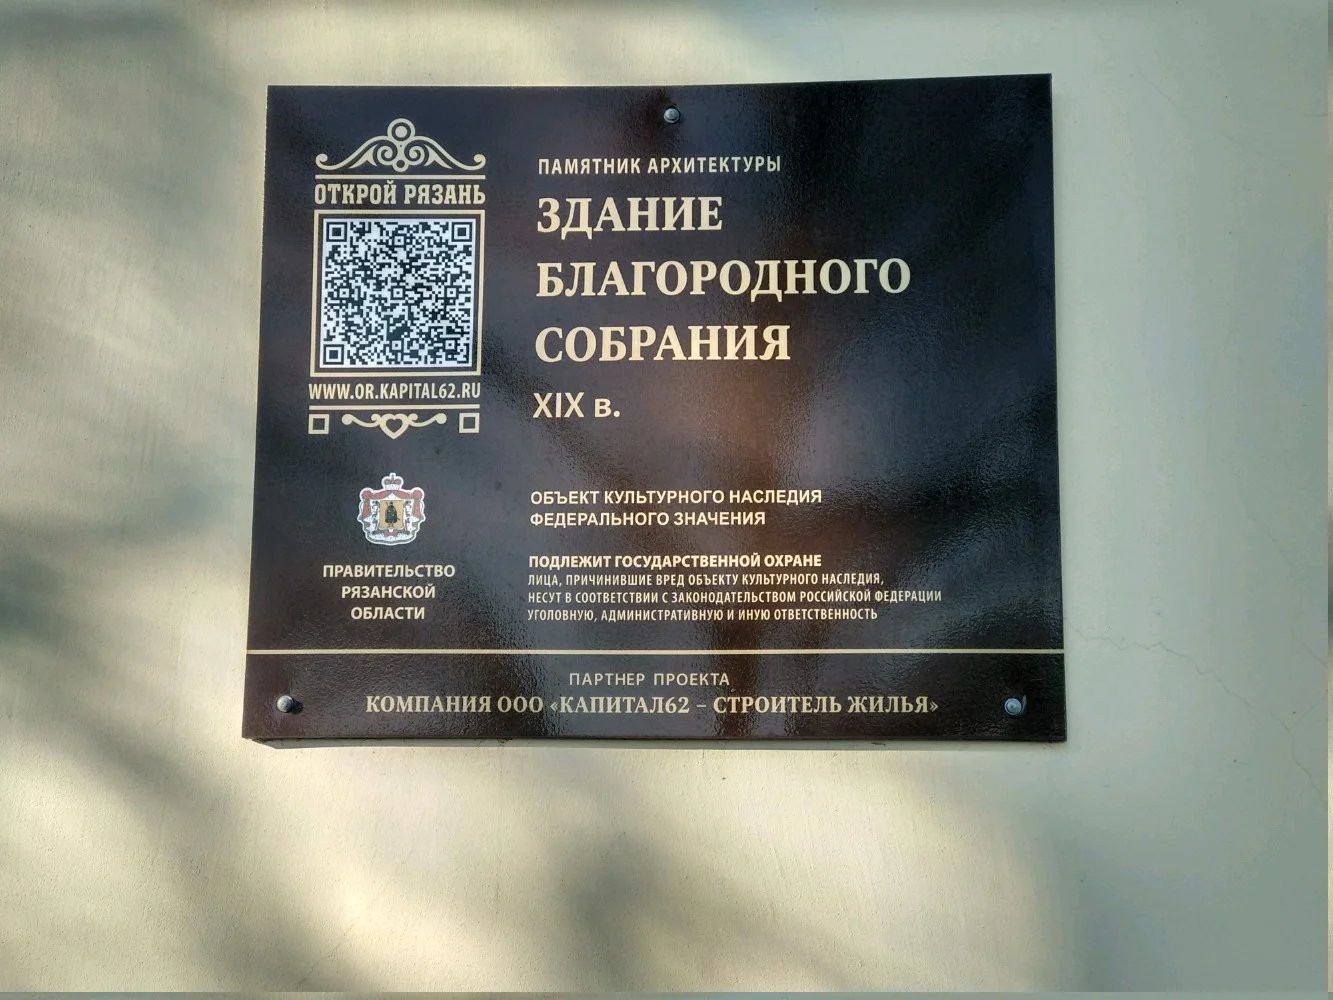 ОТКРОЙ РЯЗАНЬ
WWW.OR.KAPITAL62.RU
ПРАВИТЕЛЬСТВО
РЯЗАНСКОЙ
ОБЛАСТИ
ПАМЯТНИК АРХИТЕКТУРЫ
ЗДАНИЕ
БЛАГОРОДНОГО
СОБРАНИЯ
XIX в.
ОБЪЕКТ КУЛЬТУРНОГО НАСЛЕДИЯ
ФЕДЕРАЛЬНОГО ЗНАЧЕНИЯ
ПОДЛЕЖИТ ГОСУДАРСТВЕННОЙ ОХРАНЕ
ЛИЦА, ПРИЧИНИВШИЕ ВРЕД ОБЪЕКТУ КУЛЬТУРНОГО НАСЛЕДИЯ,
НЕСУТ В СООТВЕТСТВИИ С ЗАКОНОДАТЕЛЬСТВОМ РОССИЙСКОЙ ФЕДЕРАЦИИ
УГОЛОВНУЮ, АДМИНИСТРАТИВНУЮ И ИНУЮ ОТВЕТСТВЕННОСТЬ
ПАРТНЕР ПРОЕКТА
КОМПАНИЯ ООО «КАПИТАЛ62 – СТРОИТЕЛЬ ЖИЛЬЯ»